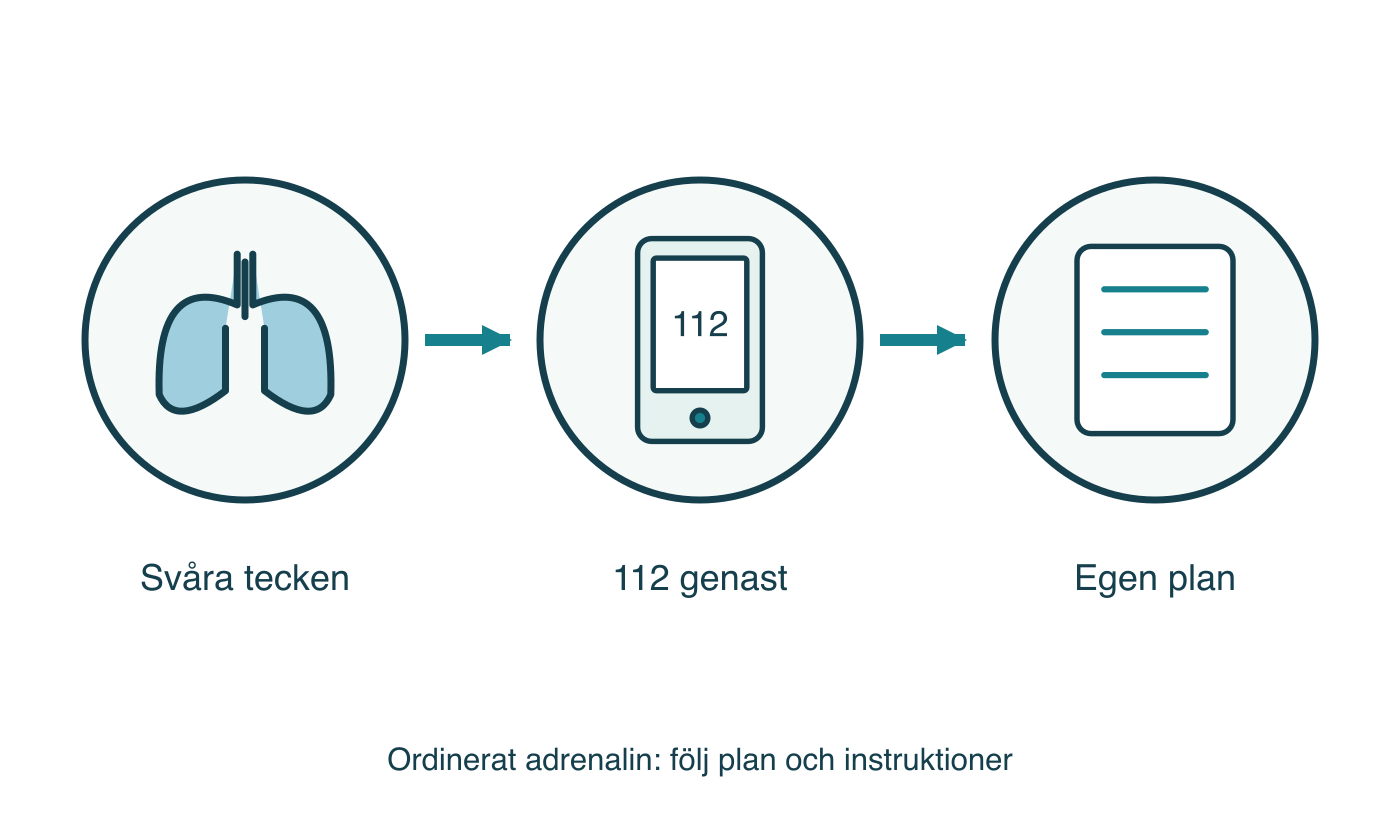 112
Svåra tecken
112 genast
Egen plan
Ordinerat adrenalin: följ plan och instruktioner